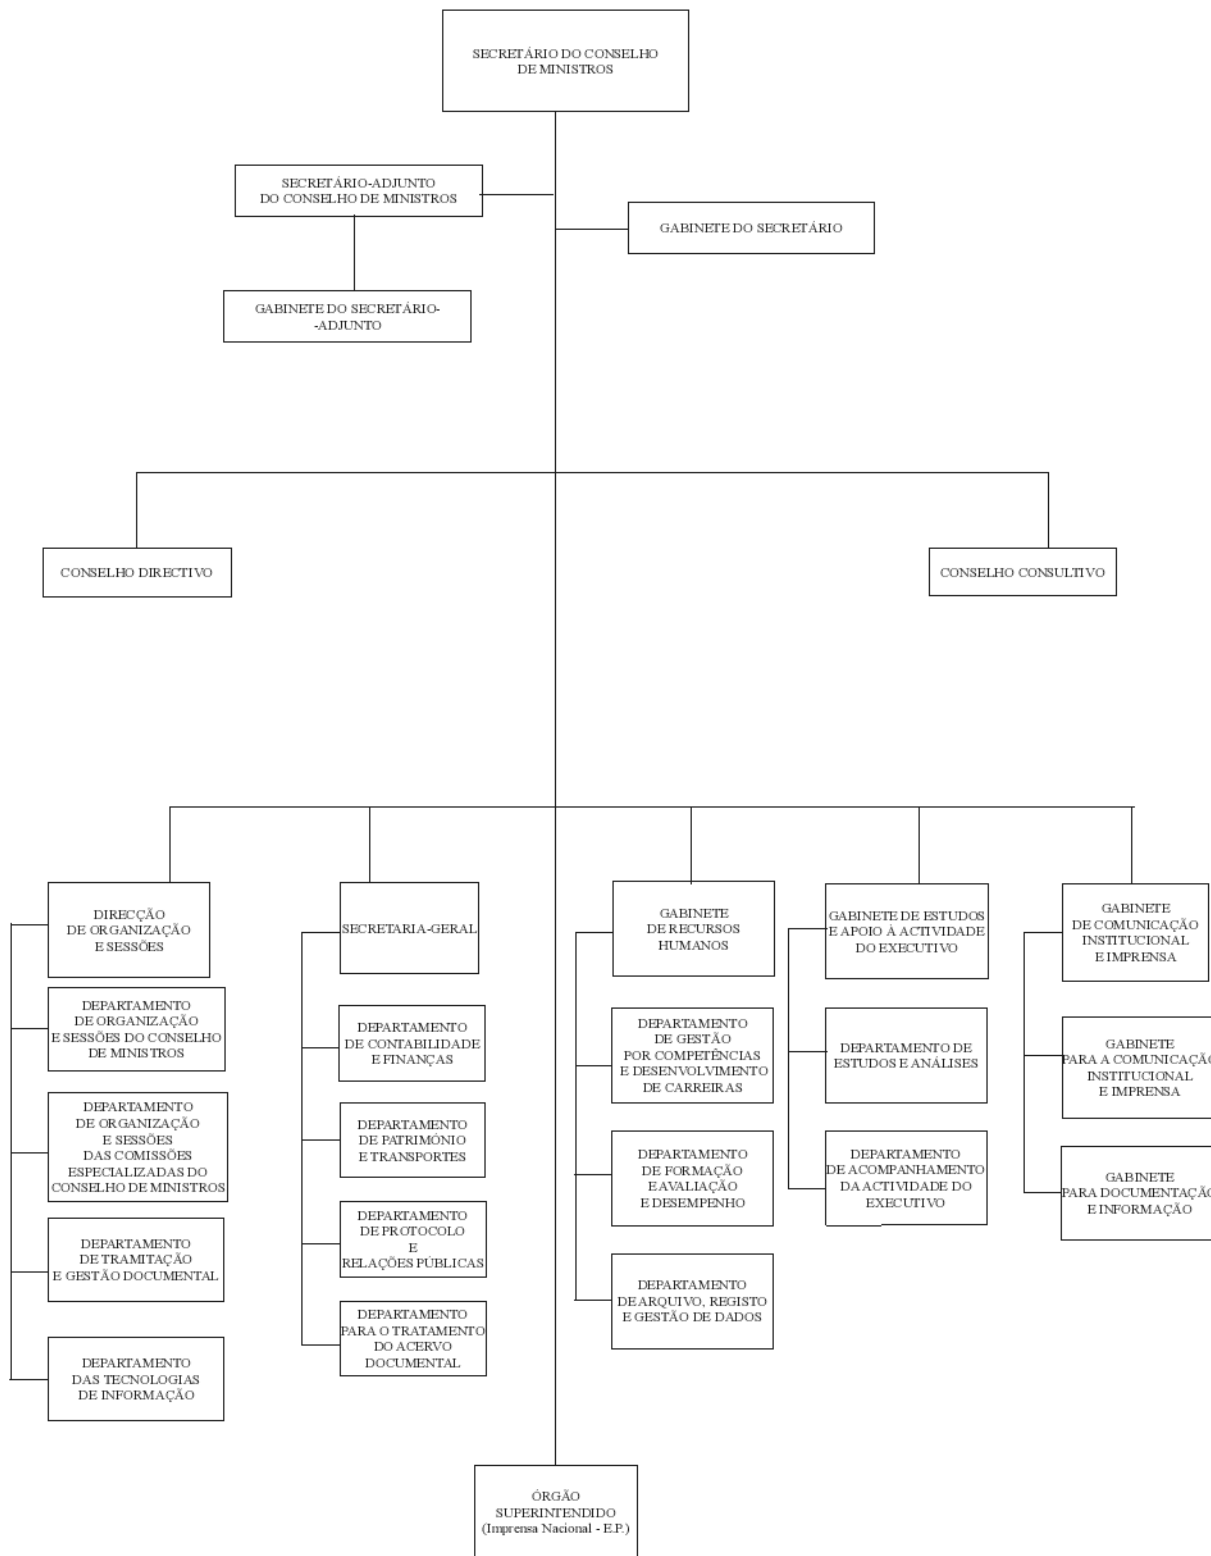 SECRETÁRIO DO CONSELHO
DE MINISTROS
SECRETÁRIO-ADJUNTO
DO CONSELHO DE MINISTROS
GABINETE DO SECRETÁRIO
GABINETE DO SECRETÁRIO-
-ADJUNTO
CONSELHO DIRECTIVO
CONSELHO CONSULTIVO
DIRECÇÃO
DE ORGANIZAÇÃO
E SESSÕES
DEPARTAMENTO
DE ORGANIZAÇÃO
E SESSÕES DO CONSELHO
DE MINISTROS
DEPARTAMENTO
DE ORGANIZAÇÃO
E SESSÕES
DAS COMISSÕES
ESPECIALIZADAS DO
CONSELHO DE MINISTROS
DEPARTAMENTO
DE TRAMITAÇÃO
E GESTÃO DOCUMENTAL
DEPARTAMENTO
DAS TECNOLOGIAS
DE INFORMAÇÃO
SECRETARIA-GERAL
DEPARTAMENTO
DE CONTABILIDADE
E FINANÇAS
DEPARTAMENTO
DE PATRIMÓNIO
E TRANSPORTES
DEPARTAMENTO
DE PROTOCOLO
E
RELAÇÕES PÚBLICAS
DEPARTAMENTO
PARA O TRATAMENTO
DO ACERVO
DOCUMENTAL
GABINETE
DE RECURSOS
HUMANOS
DEPARTAMENTO
DE GESTÃO
POR COMPETÊNCIAS
E DESENVOLVIMENTO
DE CARREIRAS
DEPARTAMENTO
DE FORMAÇÃO
E AVALIAÇÃO
E DESEMPENHO
DEPARTAMENTO
DE ARQUIVO, REGISTO
E GESTÃO DE DADOS
GABINETE DE ESTUDOS
E APOIO À ACTIVIDADE
DO EXECUTIVO
DEPARTAMENTO DE
ESTUDOS E ANÁLISES
DEPARTAMENTO
DE ACOMPANHAMENTO
DA ACTIVIDADE DO
EXECUTIVO
GABINETE
DE COMUNICAÇÃO
INSTITUCIONAL
E IMPRENSA
GABINETE
PARA A COMUNICAÇÃO
INSTITUCIONAL
E IMPRENSA
GABINETE
PARA DOCUMENTAÇÃO
E INFORMAÇÃO
ÓRGÃO
SUPERINTENDIDO
(Imprensa Nacional - E.P.)